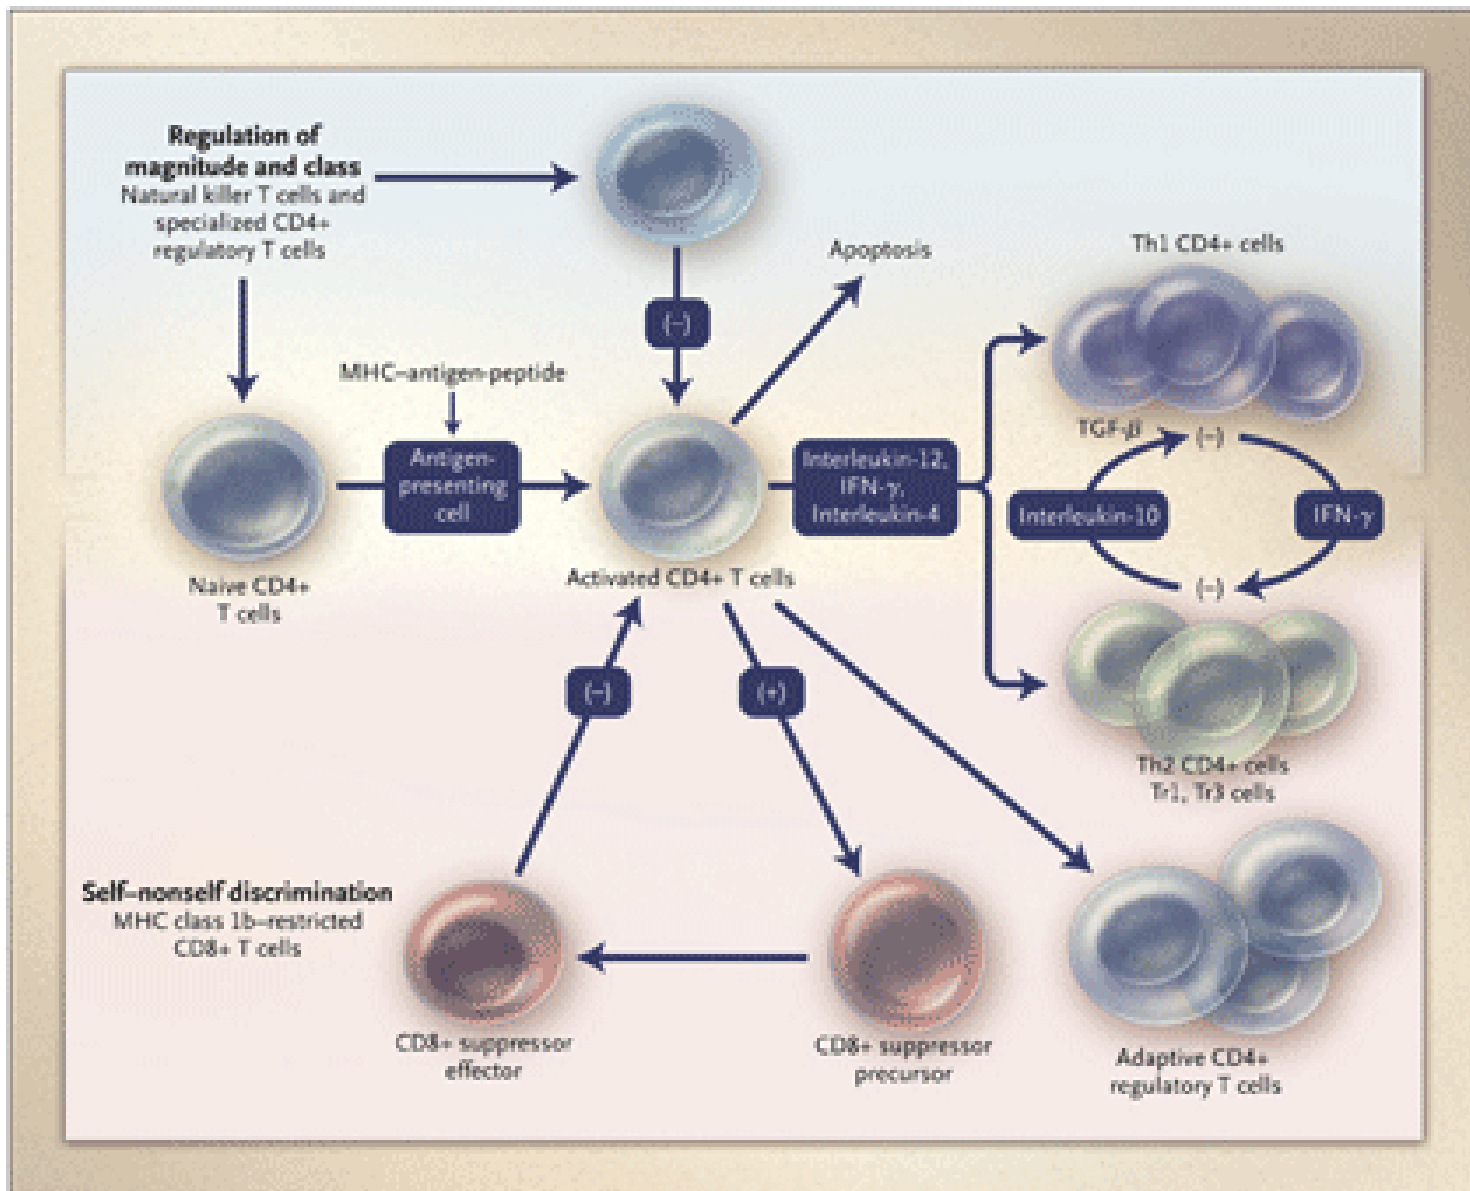 Regulation of
magnitude and class
Natural killer T cells and
specialized CD4+
regulatory T cells
(–)
Apoptosis
Th1 CD4+ cells
MHC–antigen-peptide
Antigen-
presenting
cell
Interleukin-12,
IFN-γ,
Interleukin-4
TGF-β
(–)
Interleukin-10
IFN-γ
(–)
Naive CD4+
T cells
Activated CD4+ T cells
(–)
(+)
Th2 CD4+ cells
Tr1, Tr3 cells
Self–nonself discrimination
MHC class 1b–restricted
CD8+ T cells
CD8+ suppressor
effector
CD8+ suppressor
precursor
Adaptive CD4+
regulatory T cells